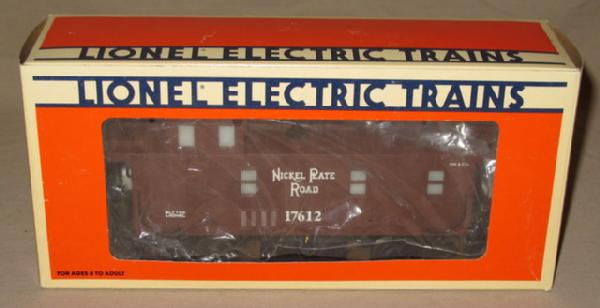 LIONEL ELECTRIC TRAINS
LIONEL ELECTRIC TRAINS
NICKEL PLATE
ROAD
17612
FOR AGES 8 TO ADULT